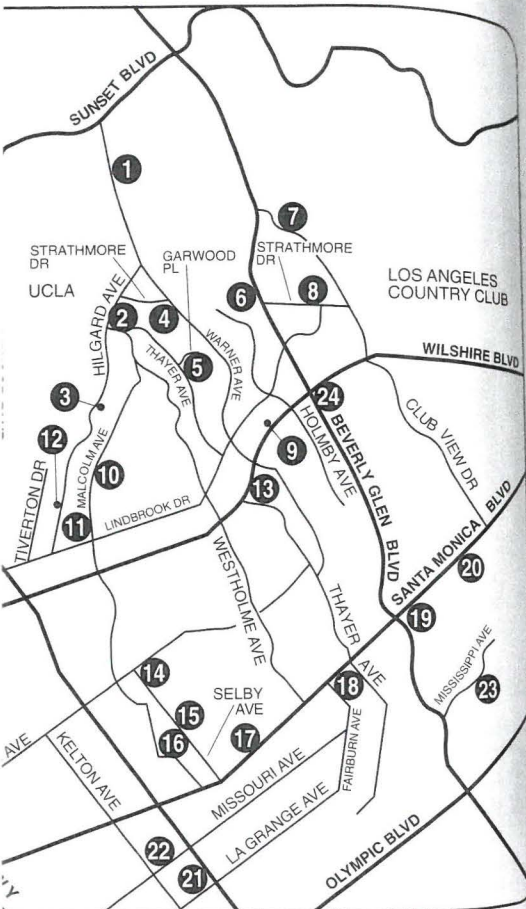 SUNSET BLVD
1
7
STRATHMORE
DR
GARWOOD
PL
STRATHMORE
DR
UCLA
HILGARD AVE
6
8
LOS ANGELES
COUNTRY CLUB
2
4
WARNER AVE
THAYER AVE
5
WILSHIRE BLVD
3
24
HOLMBY AVE
BEVERLY GLEN BLVD
CLUB VIEW DR
12
MALCOLM AVE
10
9
13
TIVERTON DR
11
LINDBROOK DR
WESTHOLME AVE
SANTA MONICA BLVD
20
19
THAYER AVE
MISSISSIPPI AVE
14
18
23
SELBY
AVE
15
16
17
FAIRBURN AVE
AVE
KELTON AVE
MISSOURI AVE
LA GRANGE AVE
22
21
OLYMPIC BLVD